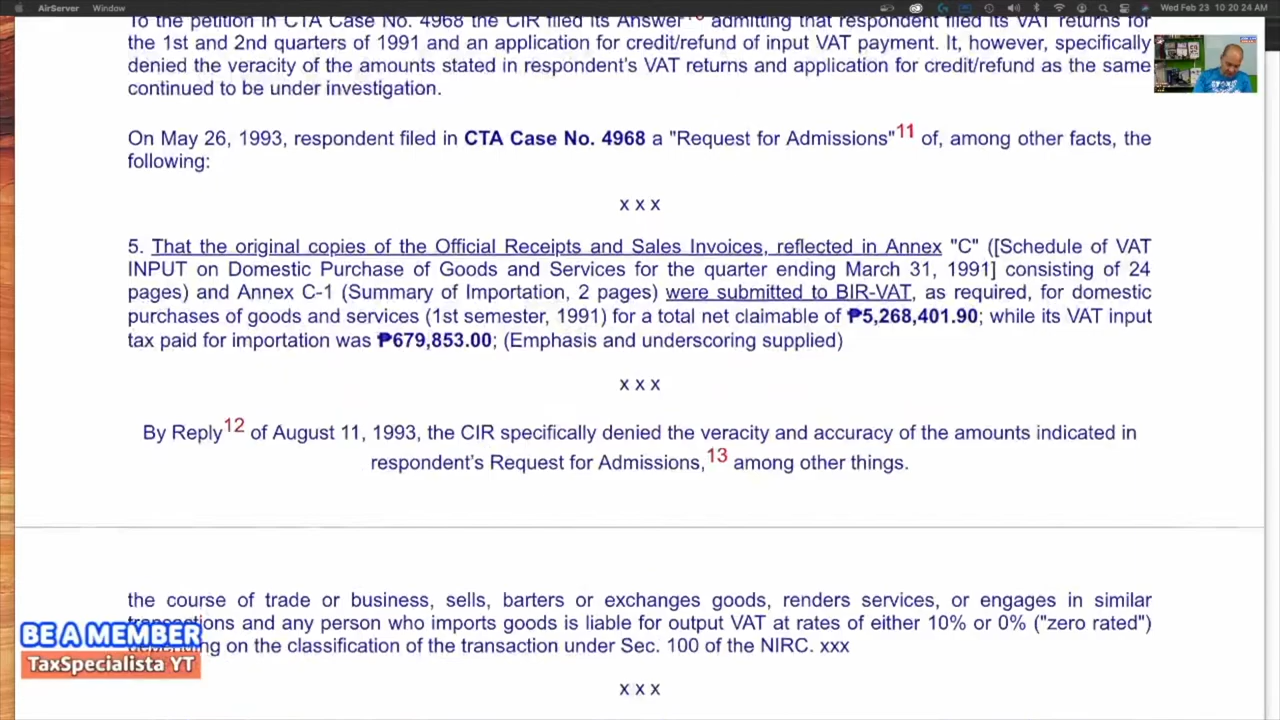 AirServer Window Wed Feb 23 10 20 24 AM
To the petition in CTA Case No. 4968 the CIR filed its Answer10 admitting that respondent filed its VAT returns for
the 1st and 2nd quarters of 1991 and an application for credit/refund of input VAT payment. It, however, specifically
denied the veracity of the amounts stated in respondent's VAT returns and application for credit/refund as the same
continued to be under investigation.
On May 26, 1993, respondent filed in CTA Case No. 4968 a "Request for Admissions"11 of, among other facts, the
following:
x x x
5. That the original copies of the Official Receipts and Sales Invoices, reflected in Annex "C" ([Schedule of VAT
INPUT on Domestic Purchase of Goods and Services for the quarter ending March 31, 1991] consisting of 24
pages) and Annex C-1 (Summary of Importation, 2 pages) were submitted to BIR-VAT, as required, for domestic
purchases of goods and services (1st semester, 1991) for a total net claimable of ₱5,268,401.90; while its VAT input
tax paid for importation was ₱679,853.00; (Emphasis and underscoring supplied)
x x x
By Reply12 of August 11, 1993, the CIR specifically denied the veracity and accuracy of the amounts indicated in
respondent's Request for Admissions,13 among other things.
the course of trade or business, sells, barters or exchanges goods, renders services, or engages in similar
transactions and any person who imports goods is liable for output VAT at rates of either 10% or 0% ("zero rated")
depending on the classification of the transaction under Sec. 100 of the NIRC. xxx
x x x
BE A MEMBER
TaxSpecialista YT